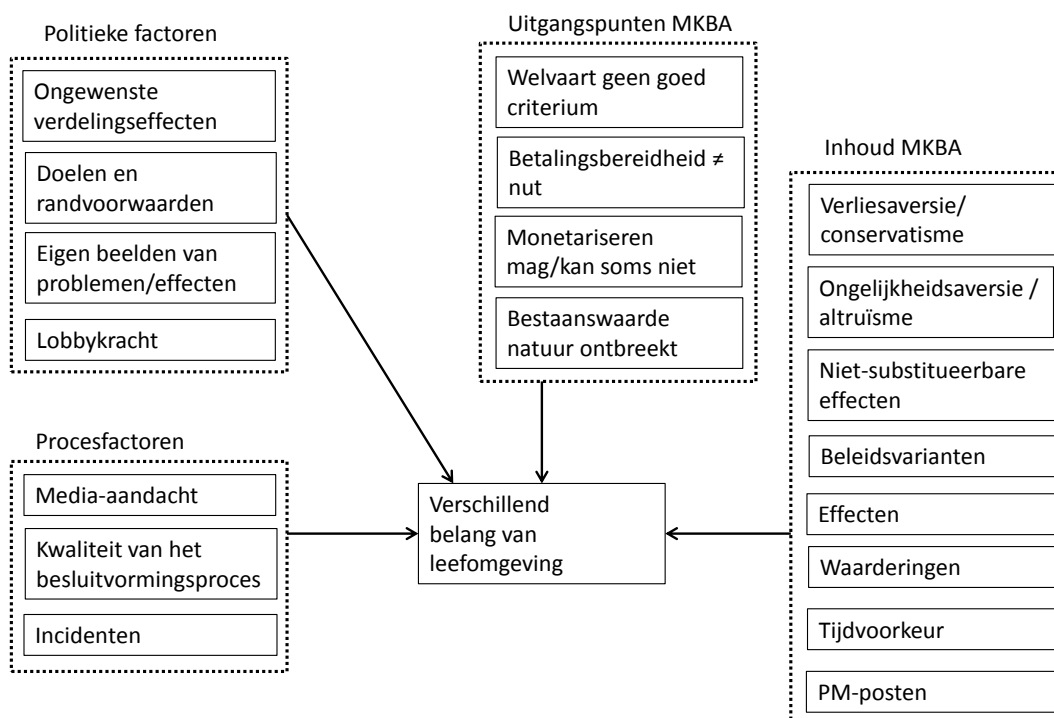 Politieke factoren
Ongewenste
verdelingseffecten
Doelen en
randvoorwaarden
Eigen beelden van
problemen/effecten
Lobbykracht
Procesfactoren
Media-aandacht
Kwaliteit van het
besluitvormingsproces
Incidenten
Uitgangspunten MKBA
Welvaart geen goed
criterium
Betalingsbereidheid ≠
nut
Monetariseren
mag/kan soms niet
Bestaanswaarde
natuur ontbreekt
Verschillend
belang van
leefomgeving
Inhoud MKBA
Verliesaversie/
conservatisme
Ongelijkheidsaversie /
altruïsme
Niet-substitueerbare
effecten
Beleidsvarianten
Effecten
Waarderingen
Tijdvoorkeur
PM-posten